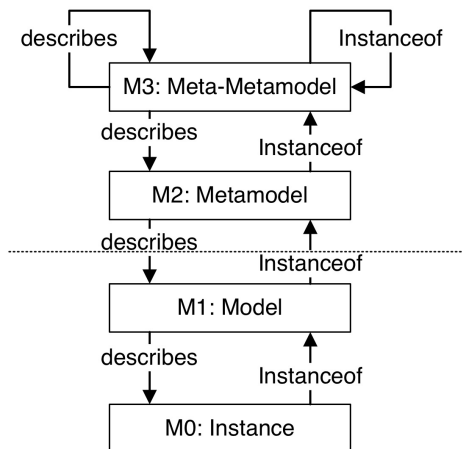 describes
Instanceof
M3: Meta-Metamodel
describes
Instanceof
M2: Metamodel
describes
Instanceof
M1: Model
describes
Instanceof
M0: Instance